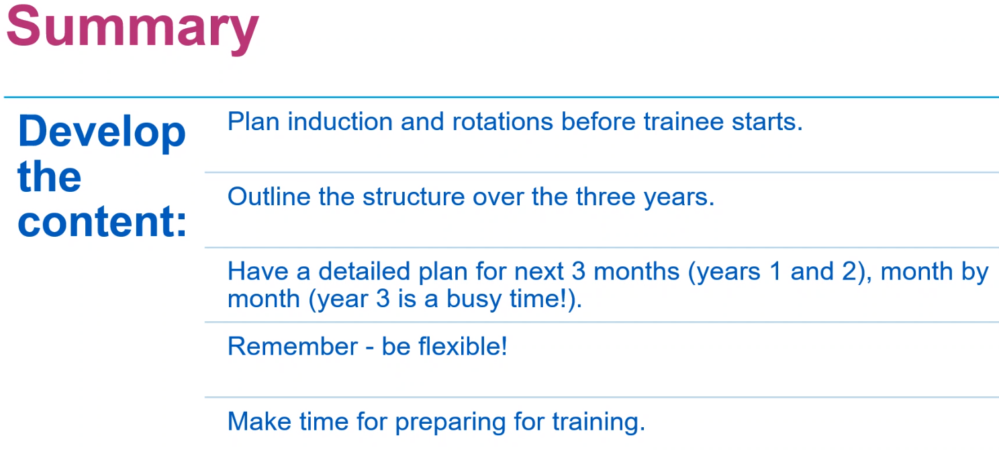 Summary
Develop
the
content:
Plan induction and rotations before trainee starts.
Outline the structure over the three years.
Have a detailed plan for next 3 months (years 1 and 2), month by
month (year 3 is a busy time!).
Remember - be flexible!
Make time for preparing for training.